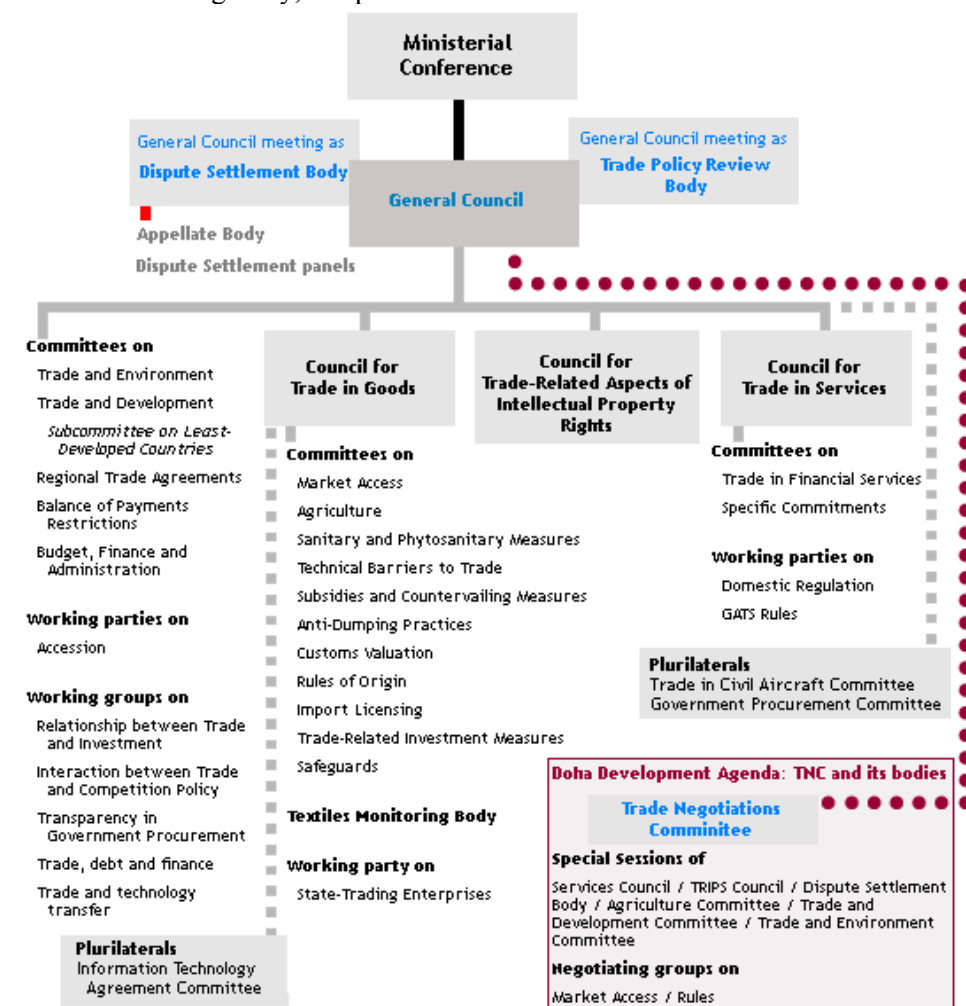 Ministerial
Conference
General Council meeting as
Dispute Settlement Body
General Council meeting as
Trade Policy Review
Body
General Council
Appellate Body
Dispute Settlement panels
Committees on
Trade and Environment
Trade and Development
Subcommittee on Least-
Developed Countries
Regional Trade Agreements
Balance of Payments
Restrictions
Budget, Finance and
Administration
Working parties on
Accession
Working groups on
Relationship between Trade
and Investment
Interaction between Trade
and Competition Policy
Transparency in
Government Procurement
Trade, debt and finance
Trade and technology
transfer
Plurilaterals
Information Technology
Agreement Committee
Council for
Trade in Goods
Committees on
Market Access
Agriculture
Sanitary and Phytosanitary Measures
Technical Barriers to Trade
Subsidies and Countervailing Measures
Anti-Dumping Practices
Customs Valuation
Rules of Origin
Import Licensing
Trade-Related Investment Measures
Safeguards
Textiles Monitoring Body
Working party on
State-Trading Enterprises
Council for
Trade-Related Aspects of
Intellectual Property
Rights
Council for
Trade in Services
Committees on
Trade in Financial Services
Specific Commitments
Working parties on
Domestic Regulation
GATS Rules
Plurilaterals
Trade in Civil Aircraft Committee
Government Procurement Committee
Doha Development Agenda: TNC and its bodies
Trade Negotiations
Comminitee
Special Sessions of
Services Council / TRIPS Council / Dispute Settlement
Body / Agriculture Committee / Trade and
Development Committee / Trade and Environment
Committee
Negotiating groups on
Market Access / Rules